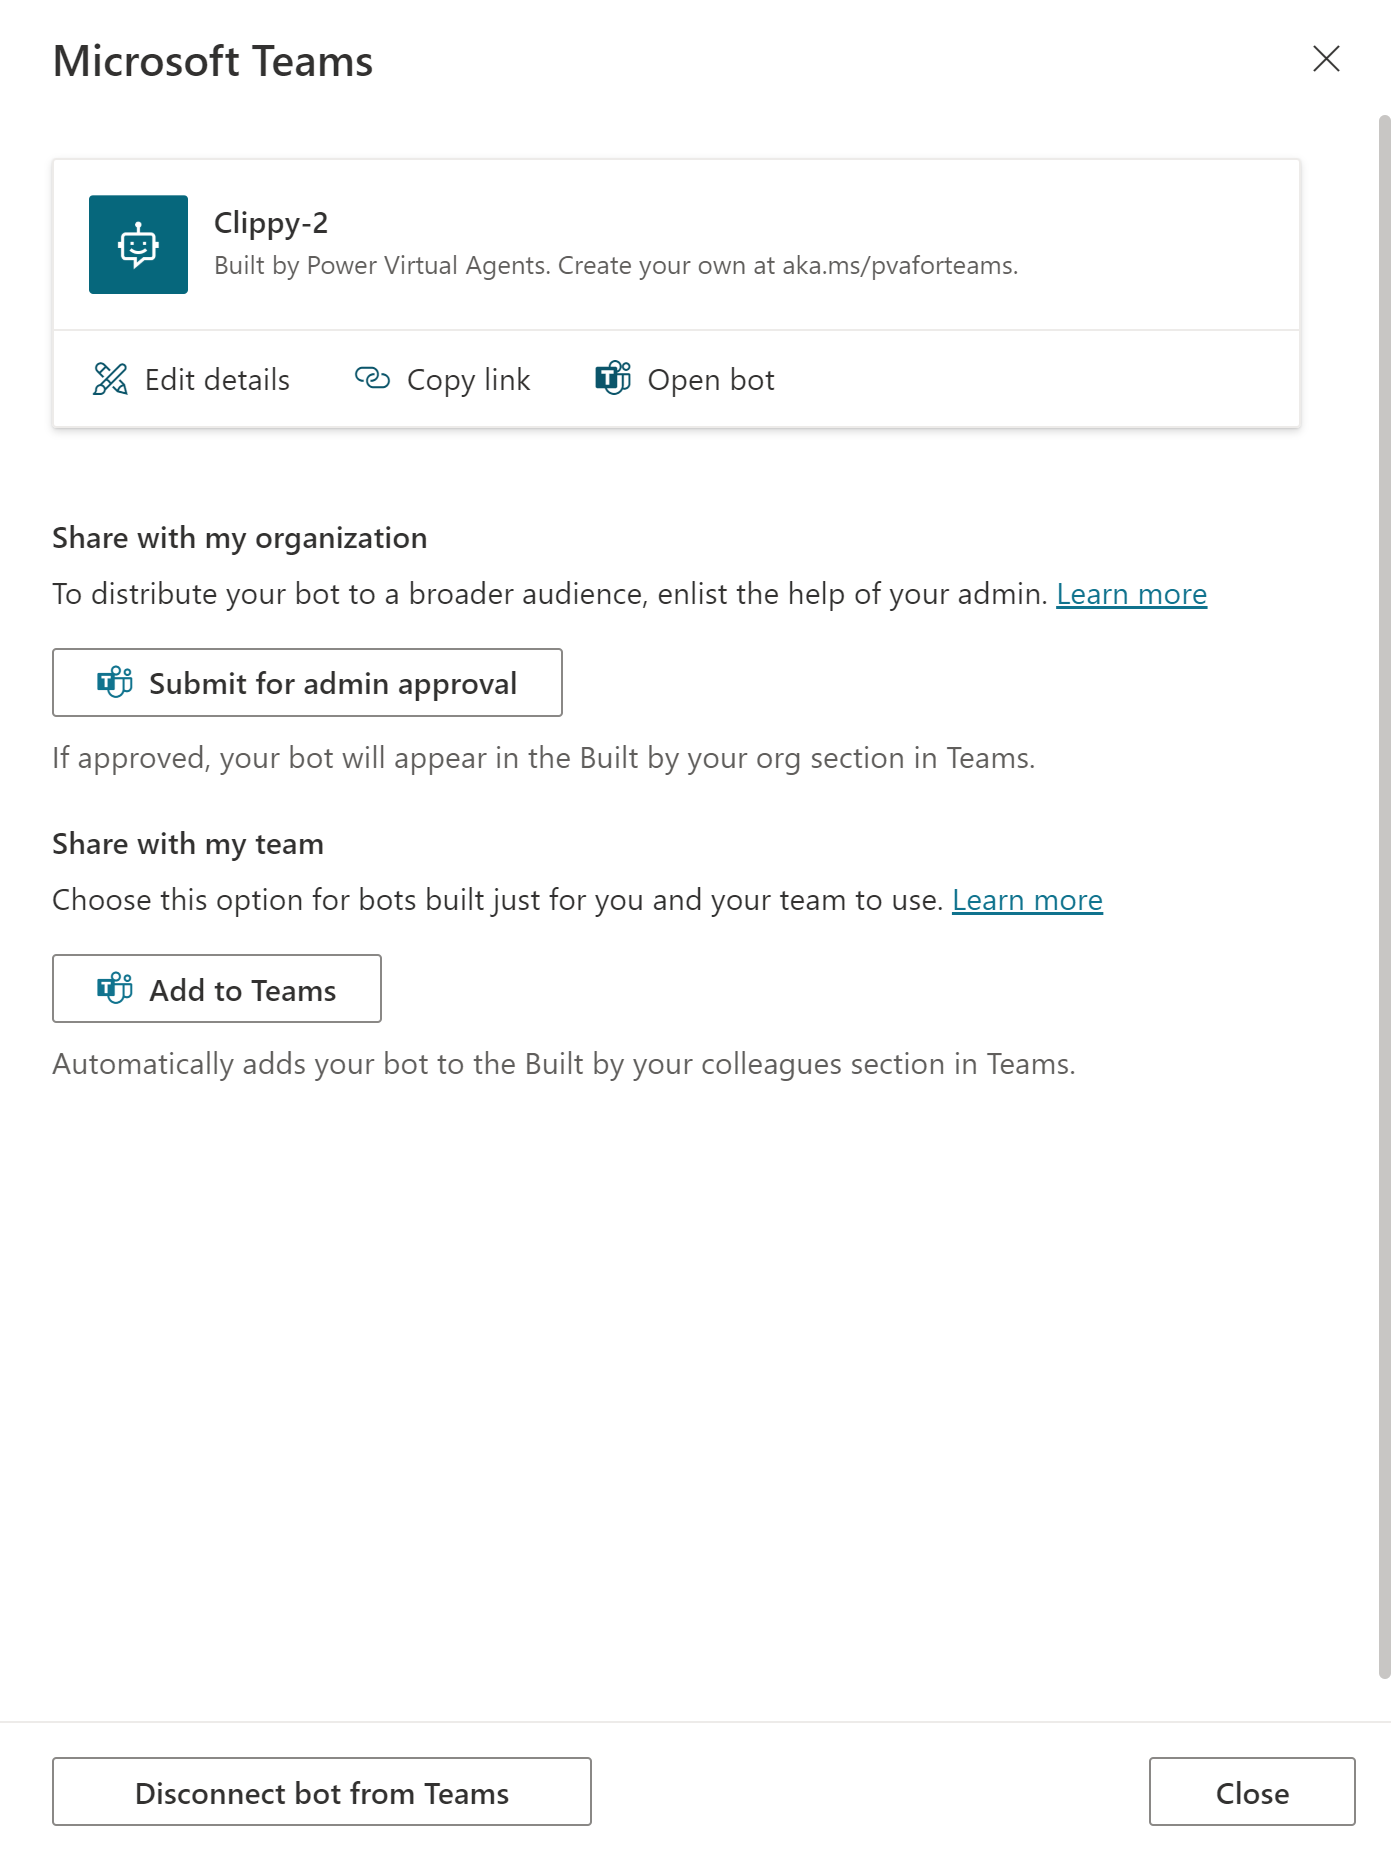 Microsoft Teams
Clippy-2
Built by Power Virtual Agents. Create your own at aka.ms/pvaforteams.
Edit details
Copy link
Open bot
Share with my organization
To distribute your bot to a broader audience, enlist the help of your admin. Learn more
Submit for admin approval
If approved, your bot will appear in the Built by your org section in Teams.
Share with my team
Choose this option for bots built just for you and your team to use. Learn more
Add to Teams
Automatically adds your bot to the Built by your colleagues section in Teams.
Disconnect bot from Teams
Close